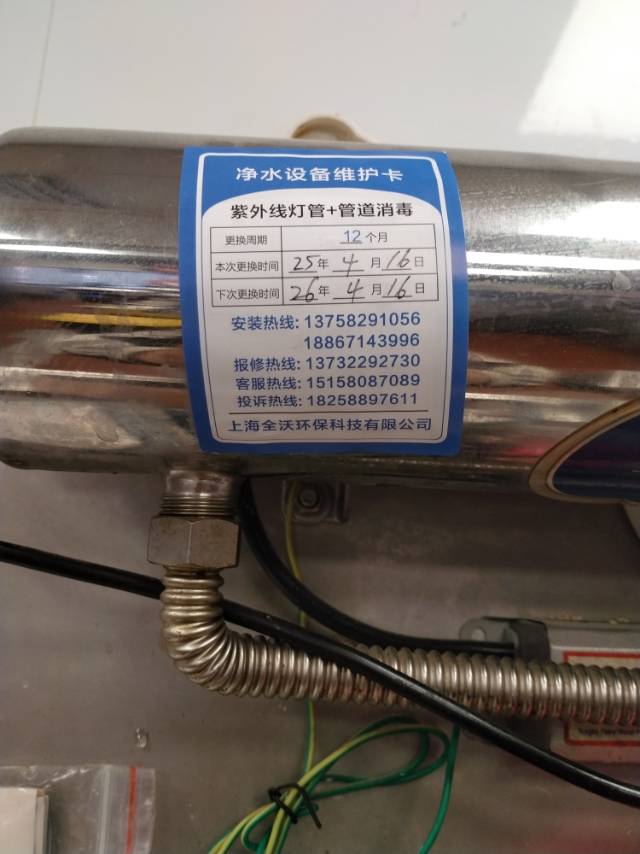 净水设备维护卡
紫外线灯管+管道消毒
更换周期 12个月
本次更换时间 25年4月16日
下次更换时间 26年4月16日
安装热线: 13758291056
18867143996
报修热线: 13732292730
客服热线: 15158087089
投诉热线: 18258897611
上海全沃环保科技有限公司